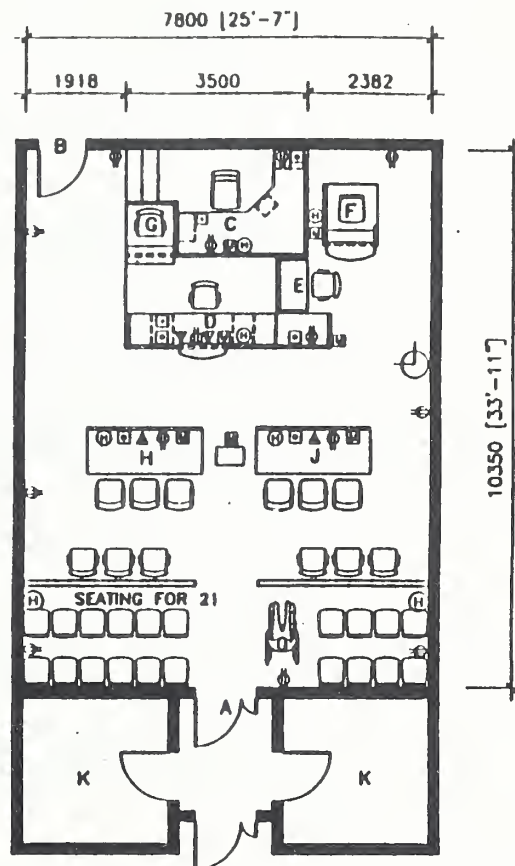 7800 [25'-7"]
1918 3500 2382
B
G C F
E
D
10350 [33'-11"]
H J
SEATING FOR 21
H H
A
K K